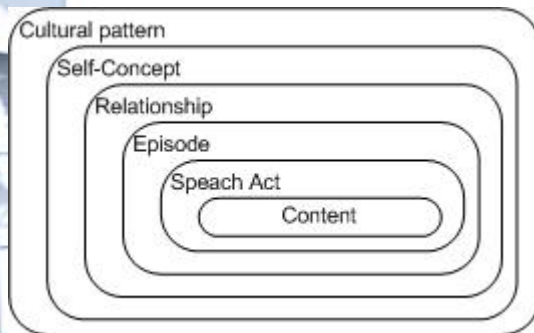 Cultural pattern
Self-Concept
Relationship
Episode
Speach Act
Content